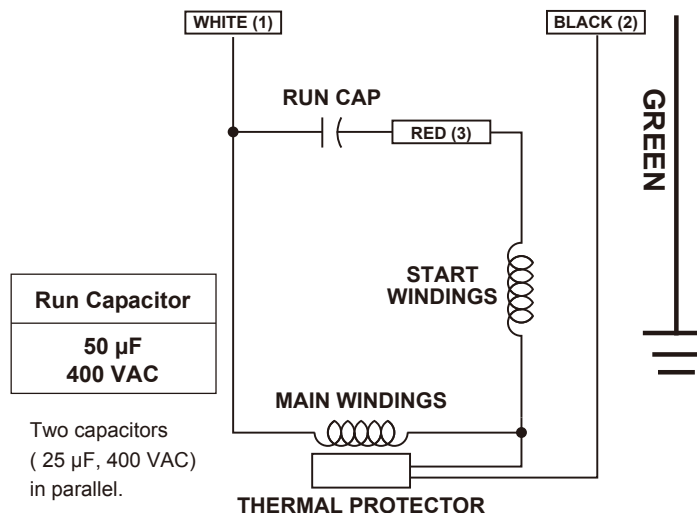 WHITE (1)
BLACK (2)
RUN CAP
RED (3)
GREEN
START
WINDINGS
Run Capacitor
50 µF
400 VAC
MAIN WINDINGS
Two capacitors
( 25 µF, 400 VAC)
in parallel.
THERMAL PROTECTOR